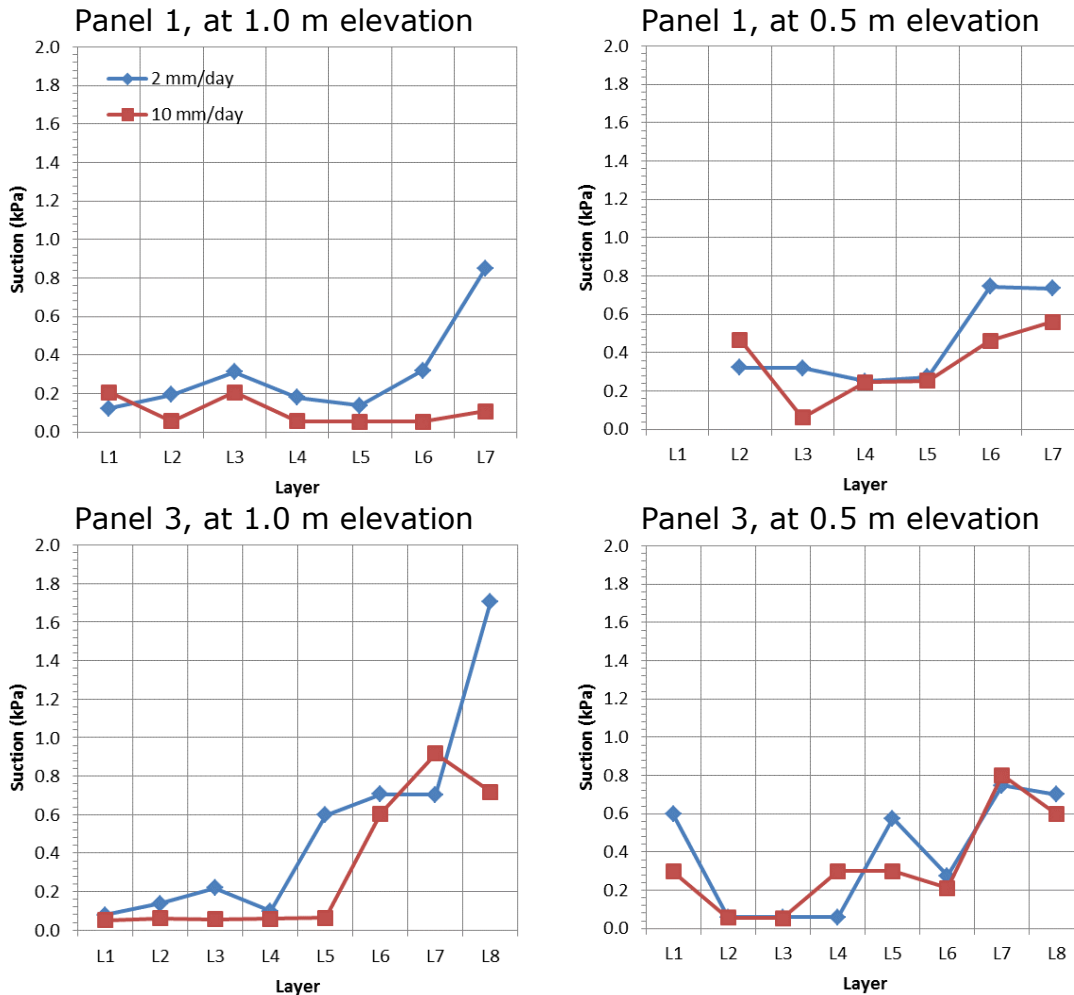 Panel 1, at 1.0 m elevation
2.0
1.8
1.6
1.4
1.2
1.0
0.8
0.6
0.4
0.2
0.0
Suction (kPa)
2 mm/day
10 mm/day
L1 L2 L3 L4 L5 L6 L7
Layer
Panel 1, at 0.5 m elevation
2.0
1.8
1.6
1.4
1.2
1.0
0.8
0.6
0.4
0.2
0.0
Suction (kPa)
L1 L2 L3 L4 L5 L6 L7
Layer
Panel 3, at 1.0 m elevation
2.0
1.8
1.6
1.4
1.2
1.0
0.8
0.6
0.4
0.2
0.0
Suction (kPa)
L1 L2 L3 L4 L5 L6 L7 L8
Layer
Panel 3, at 0.5 m elevation
2.0
1.8
1.6
1.4
1.2
1.0
0.8
0.6
0.4
0.2
0.0
Suction (kPa)
L1 L2 L3 L4 L5 L6 L7 L8
Layer